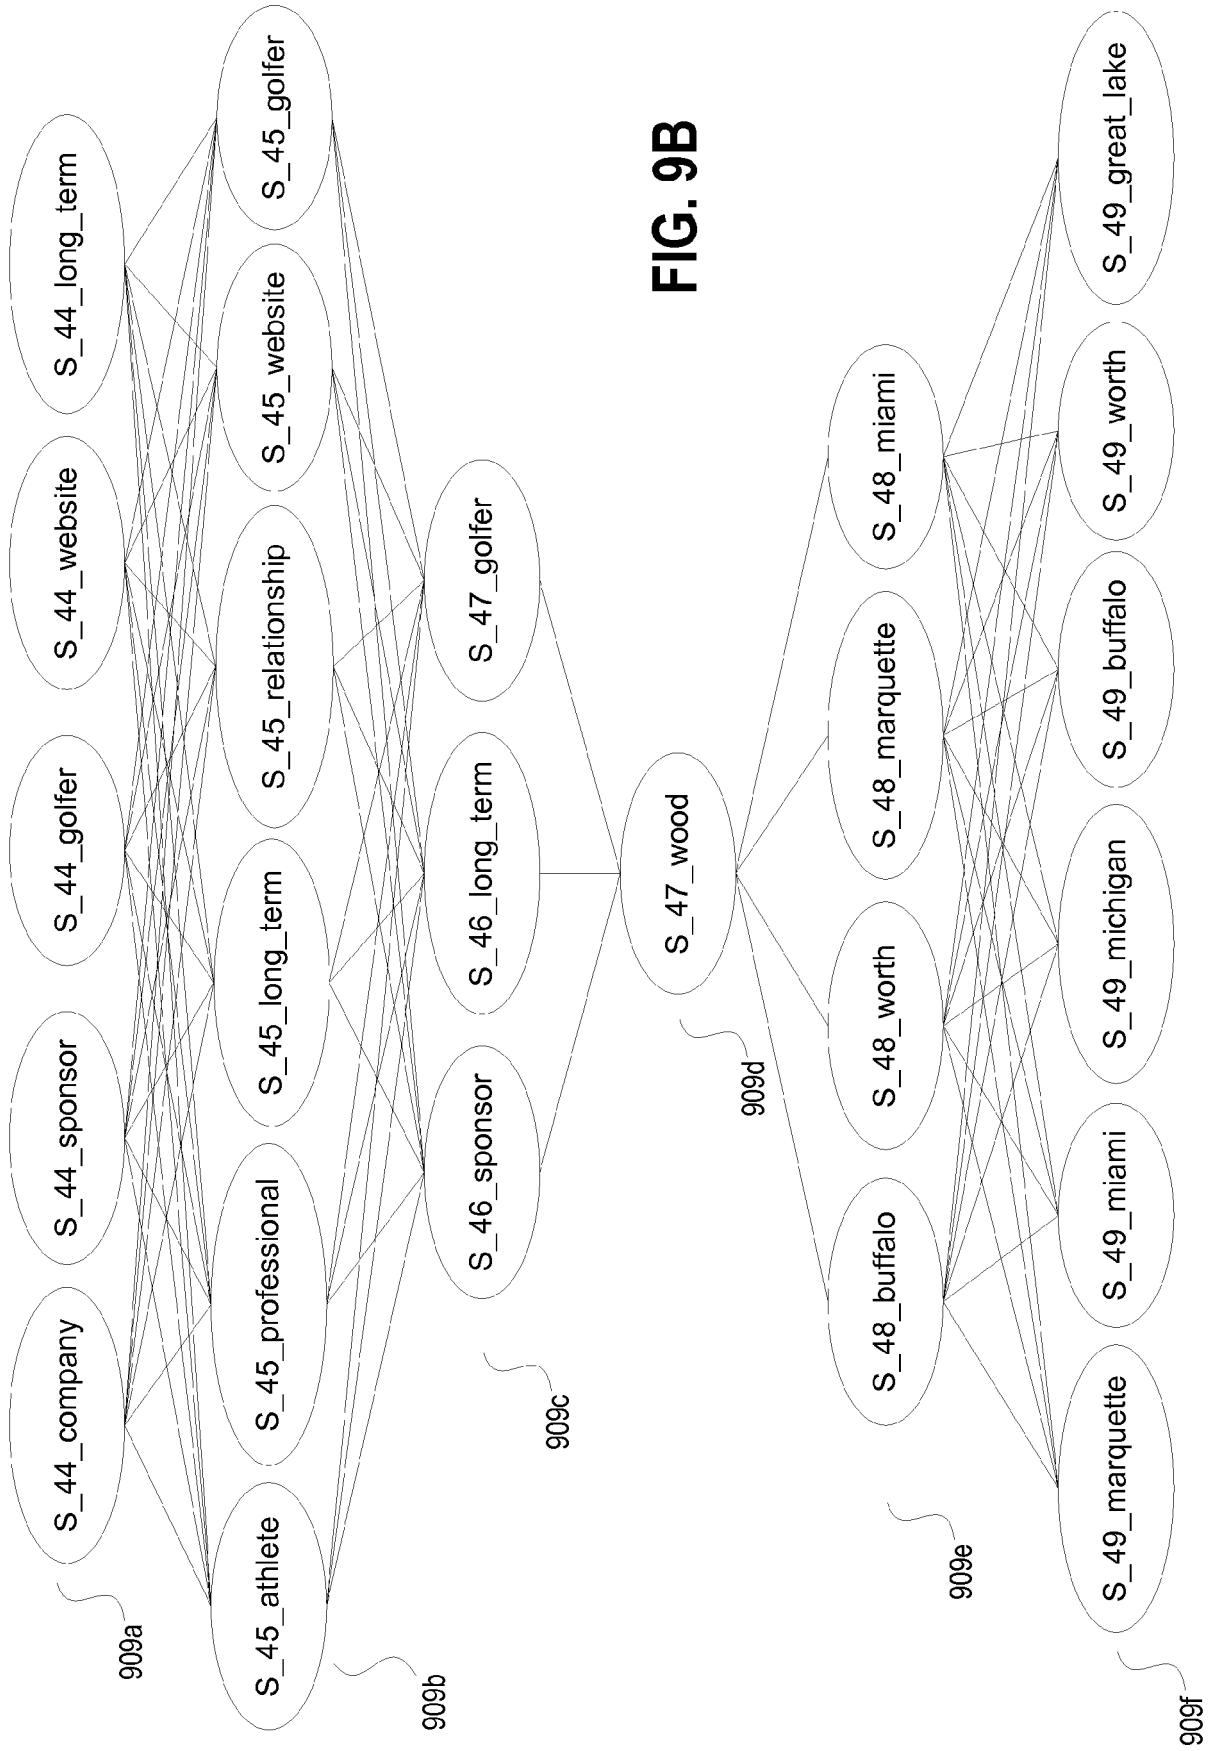 S_44_company
S_44_sponsor
S_44_golfer
S_44_website
S_44_long_term
909a
S_45_athlete
S_45_professional
S_45_long_term
S_45_relationship
S_45_website
S_45_golfer
909b
S_46_sponsor
S_46_long_term
S_47_golfer
909c
S_47_wood
909d
FIG. 9B
S_48_buffalo
S_48_worth
S_48_marquette
S_48_miami
909e
S_49_marquette
S_49_miami
S_49_michigan
S_49_buffalo
S_49_worth
S_49_great_lake
909f